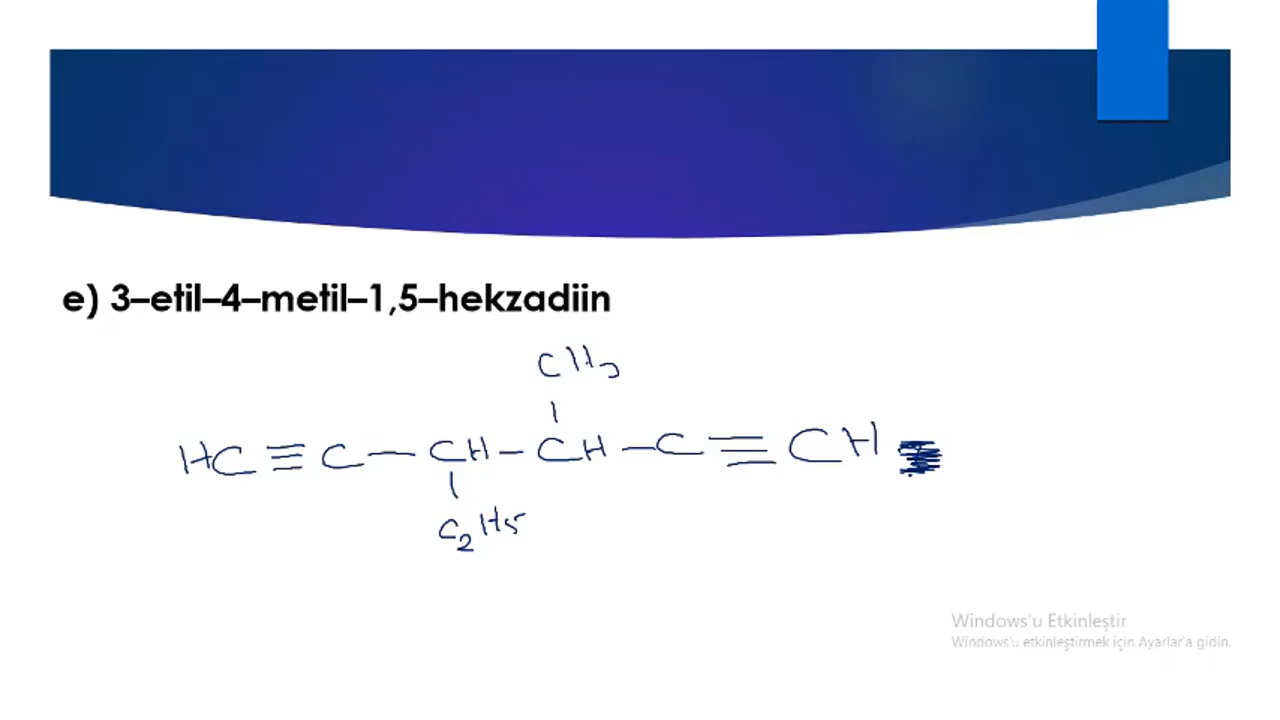 e) 3–etil–4–metil–1,5–hekzadiin
CH3
HC ≡ C — CH – CH – C ≡ CH
C2H5
Windows'u Etkinleştir
Windows'u etkinleştirmek için Ayarlar'a gidin.